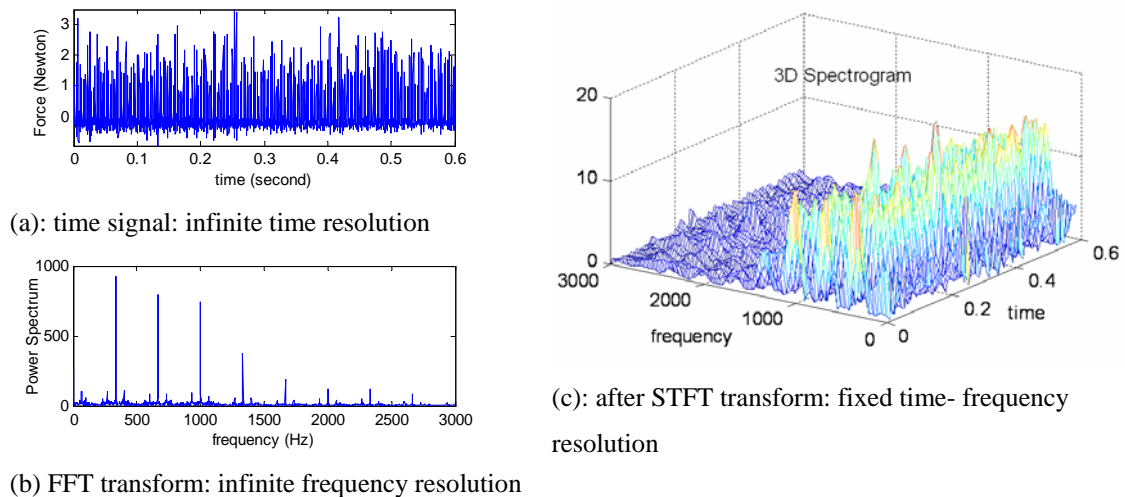 3
2
1
0
Force (Newton)
0 0.1 0.2 0.3 0.4 0.5 0.6
time (second)
(a): time signal: infinite time resolution
1000
500
0
Power Spectrum
0 500 1000 1500 2000 2500 3000
frequency (Hz)
(b) FFT transform: infinite frequency resolution
3D Spectrogram
20
10
0
3000
2000
1000
0
frequency
0
0.2
0.4
0.6
time
(c): after STFT transform: fixed time- frequency
resolution